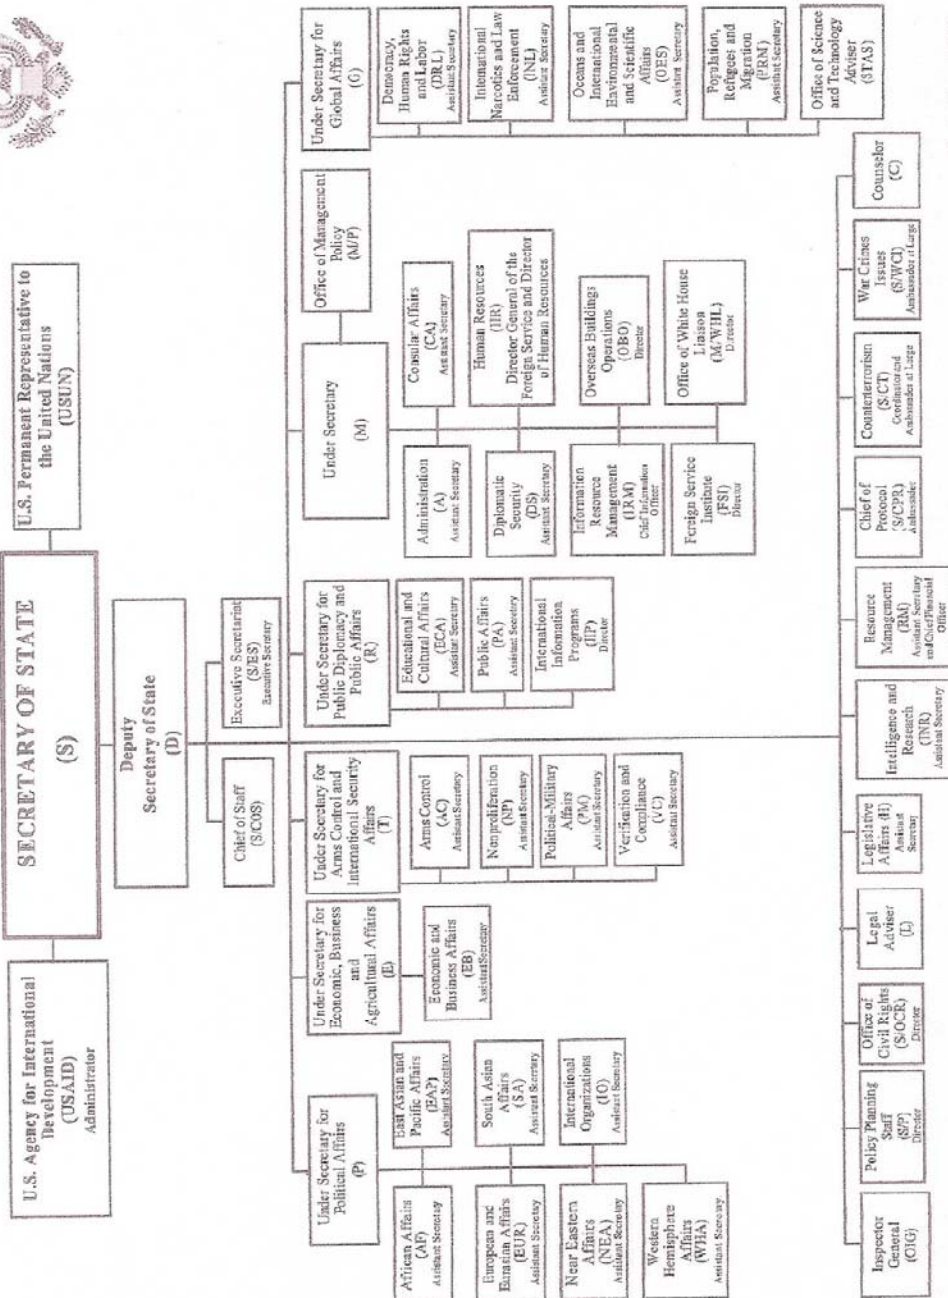 SECRETARY OF STATE
(S)
U.S. Agency for International
Development
(USAID)
Administrator
U.S. Permanent Representative to
the United Nations
(USUN)
Deputy
Secretary of State
(D)
Chief of Staff
(S/COS)
Executive Secretariat
(S/ES)
Executive Secretary
Under Secretary for
Political Affairs
(P)
African Affairs
(AF)
Assistant Secretary
East Asian and
Pacific Affairs
(EAP)
Assistant Secretary
European and
Eurasian Affairs
(EUR)
Assistant Secretary
South Asian
Affairs
(SA)
Assistant Secretary
Near Eastern
Affairs
(NEA)
Assistant Secretary
International
Organizations
(IO)
Assistant Secretary
Western
Hemisphere
Affairs
(WHA)
Assistant Secretary
Under Secretary for
Economic, Business
and
Agricultural Affairs
(E)
Economic and
Business Affairs
(EB)
Assistant Secretary
Under Secretary for
Arms Control and
International Security
Affairs
(T)
Arms Control
(AC)
Assistant Secretary
Nonproliferation
(NP)
Assistant Secretary
Political-Military
Affairs
(PM)
Assistant Secretary
Verification and
Compliance
(VC)
Assistant Secretary
Under Secretary for
Public Diplomacy and
Public Affairs
(R)
Educational and
Cultural Affairs
(ECA)
Assistant Secretary
Public Affairs
(PA)
Assistant Secretary
International
Information
Programs
(IIP)
Director
Under Secretary
(M)
Office of Management
Policy
(M/P)
Administration
(A)
Assistant Secretary
Consular Affairs
(CA)
Assistant Secretary
Diplomatic
Security
(DS)
Assistant Secretary
Human Resources
(HR)
Director General of the
Foreign Service and Director
of Human Resources
Information
Resource
Management
(IRM)
Chief Information
Officer
Overseas Buildings
Operations
(OBO)
Director
Foreign Service
Institute
(FSI)
Director
Office of White House
Liaison
(M/WHL)
Director
Under Secretary for
Global Affairs
(G)
Democracy,
Human Rights
and Labor
(DRL)
Assistant Secretary
International
Narcotics and Law
Enforcement
(INL)
Assistant Secretary
Oceans and
International
Environmental
and Scientific
Affairs
(OES)
Assistant Secretary
Population,
Refugees and
Migration
(PRM)
Assistant Secretary
Office of Science
and Technology
Adviser
(STAS)
Inspector
General
(OIG)
Policy Planning
Staff
(S/P)
Director
Office of
Civil Rights
(S/OCR)
Director
Legal
Adviser
(L)
Legislative
Affairs (H)
Assistant
Secretary
Intelligence and
Research
(INR)
Assistant Secretary
Resource
Management
(RM)
Assistant Secretary
and Chief Financial
Officer
Chief of
Protocol
(S/CPR)
Ambassador
Counterterrorism
(S/CT)
Coordinator and
Ambassador at Large
War Crimes
Issues
(S/WCI)
Ambassador at Large
Counselor
(C)